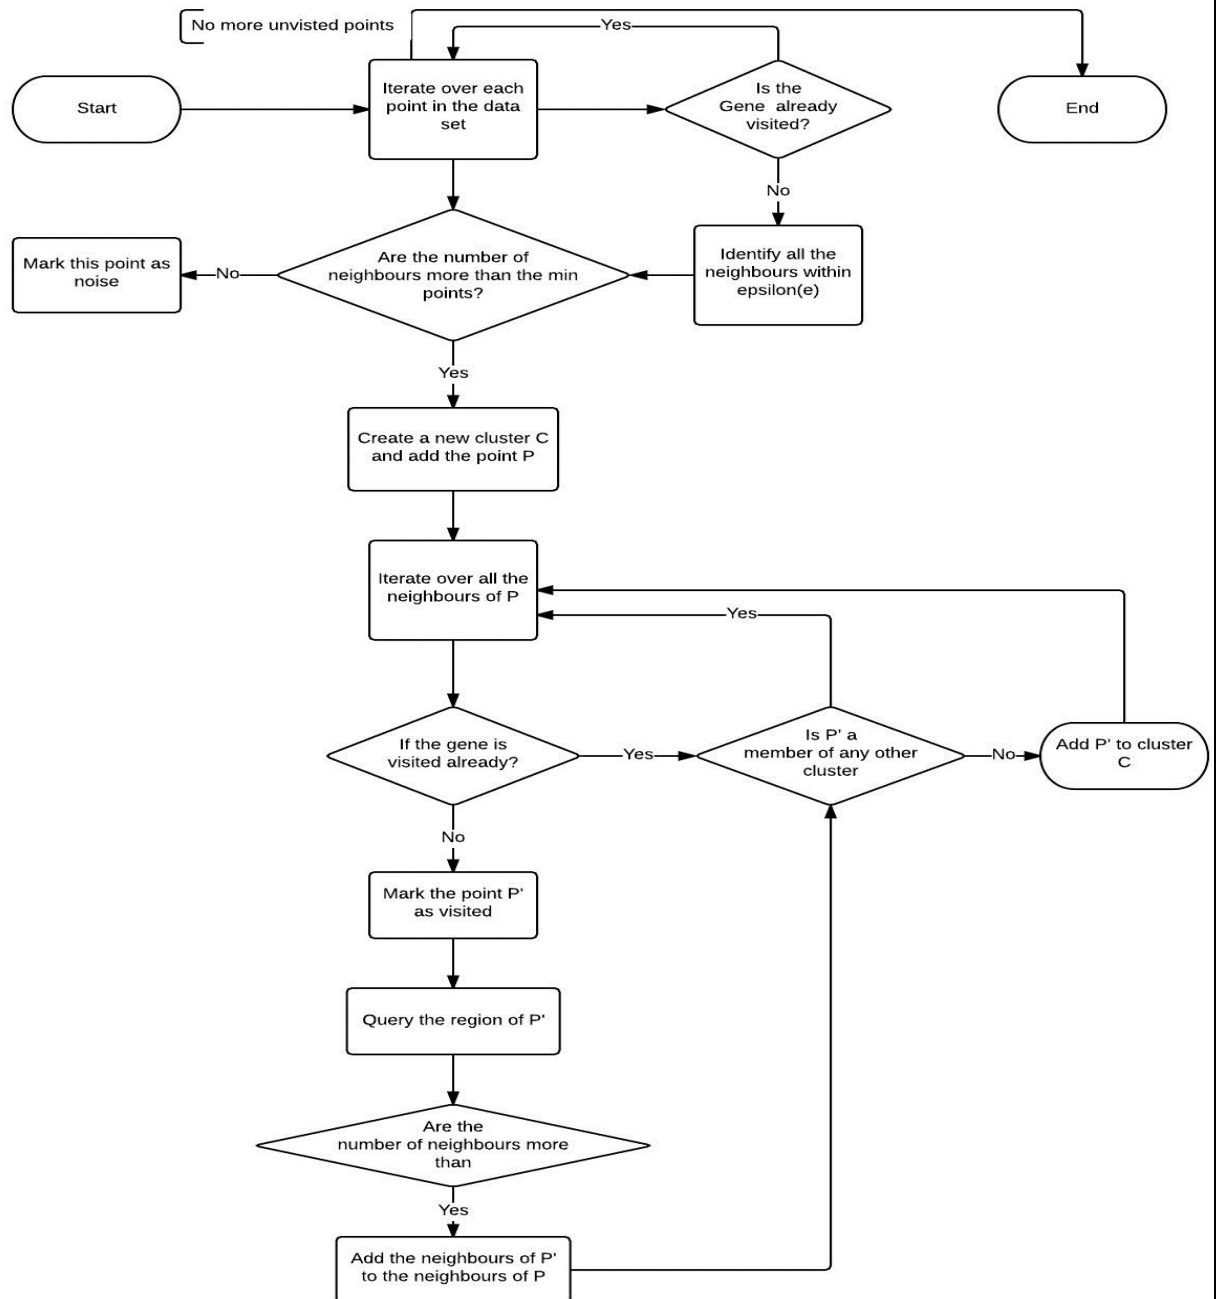 No more unvisted points
Yes
Start
Iterate over each
point in the data
set
Is the
Gene  already
visited?
End
No
Mark this point as
noise
No
Are the number of
neighbours more than the min
points?
Identify all the
neighbours within
epsilon(e)
Yes
Create a new cluster C
and add the point P
Iterate over all the
neighbours of P
Yes
If the gene is
visited already?
Yes
Is P' a
member of any other
cluster
No
Add P' to cluster
C
No
Mark the point P'
as visited
Query the region of P'
Are the
number of neighbours more
than
Yes
Add the neighbours of P'
to the neighbours of P